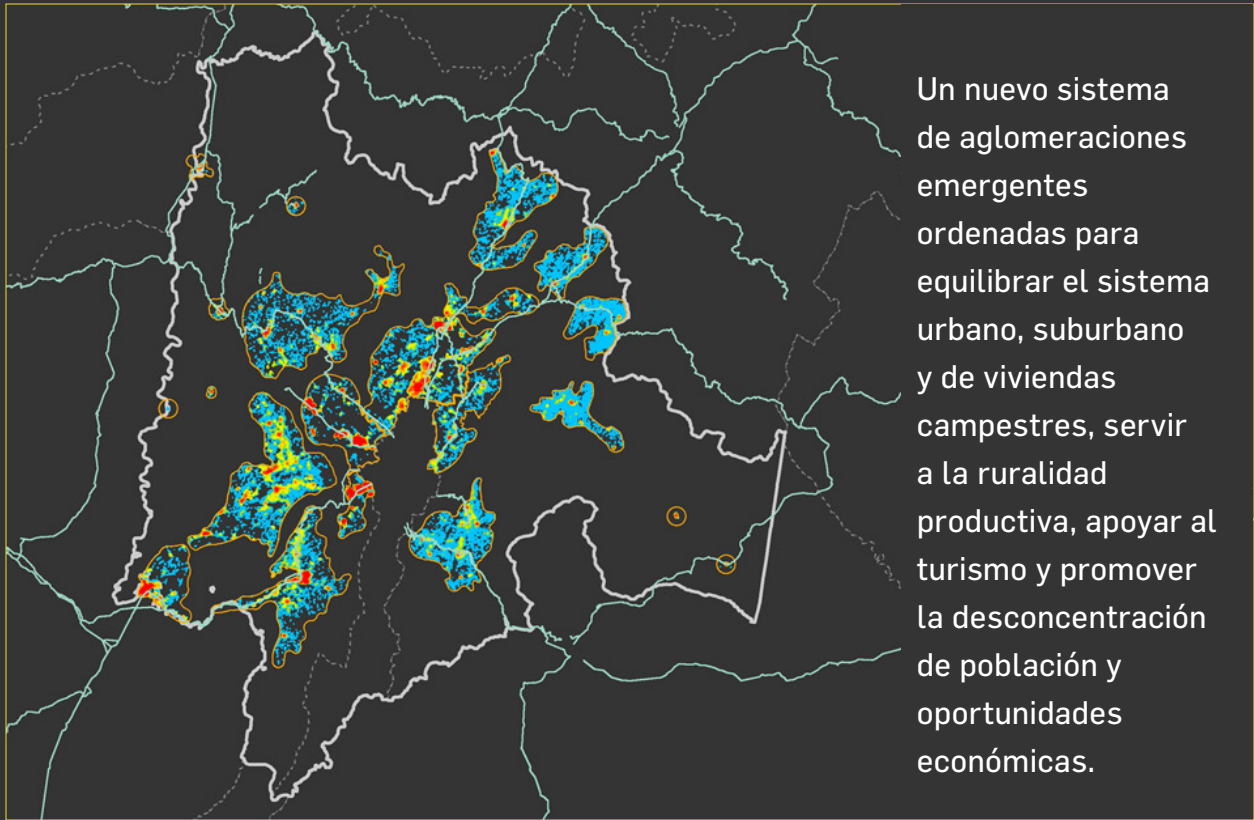 Un nuevo sistema
de aglomeraciones
emergentes
ordenadas para
equilibrar el sistema
urbano, suburbano
y de viviendas
campestres, servir
a la ruralidad
productiva, apoyar al
turismo y promover
la desconcentración
de población y
oportunidades
económicas.